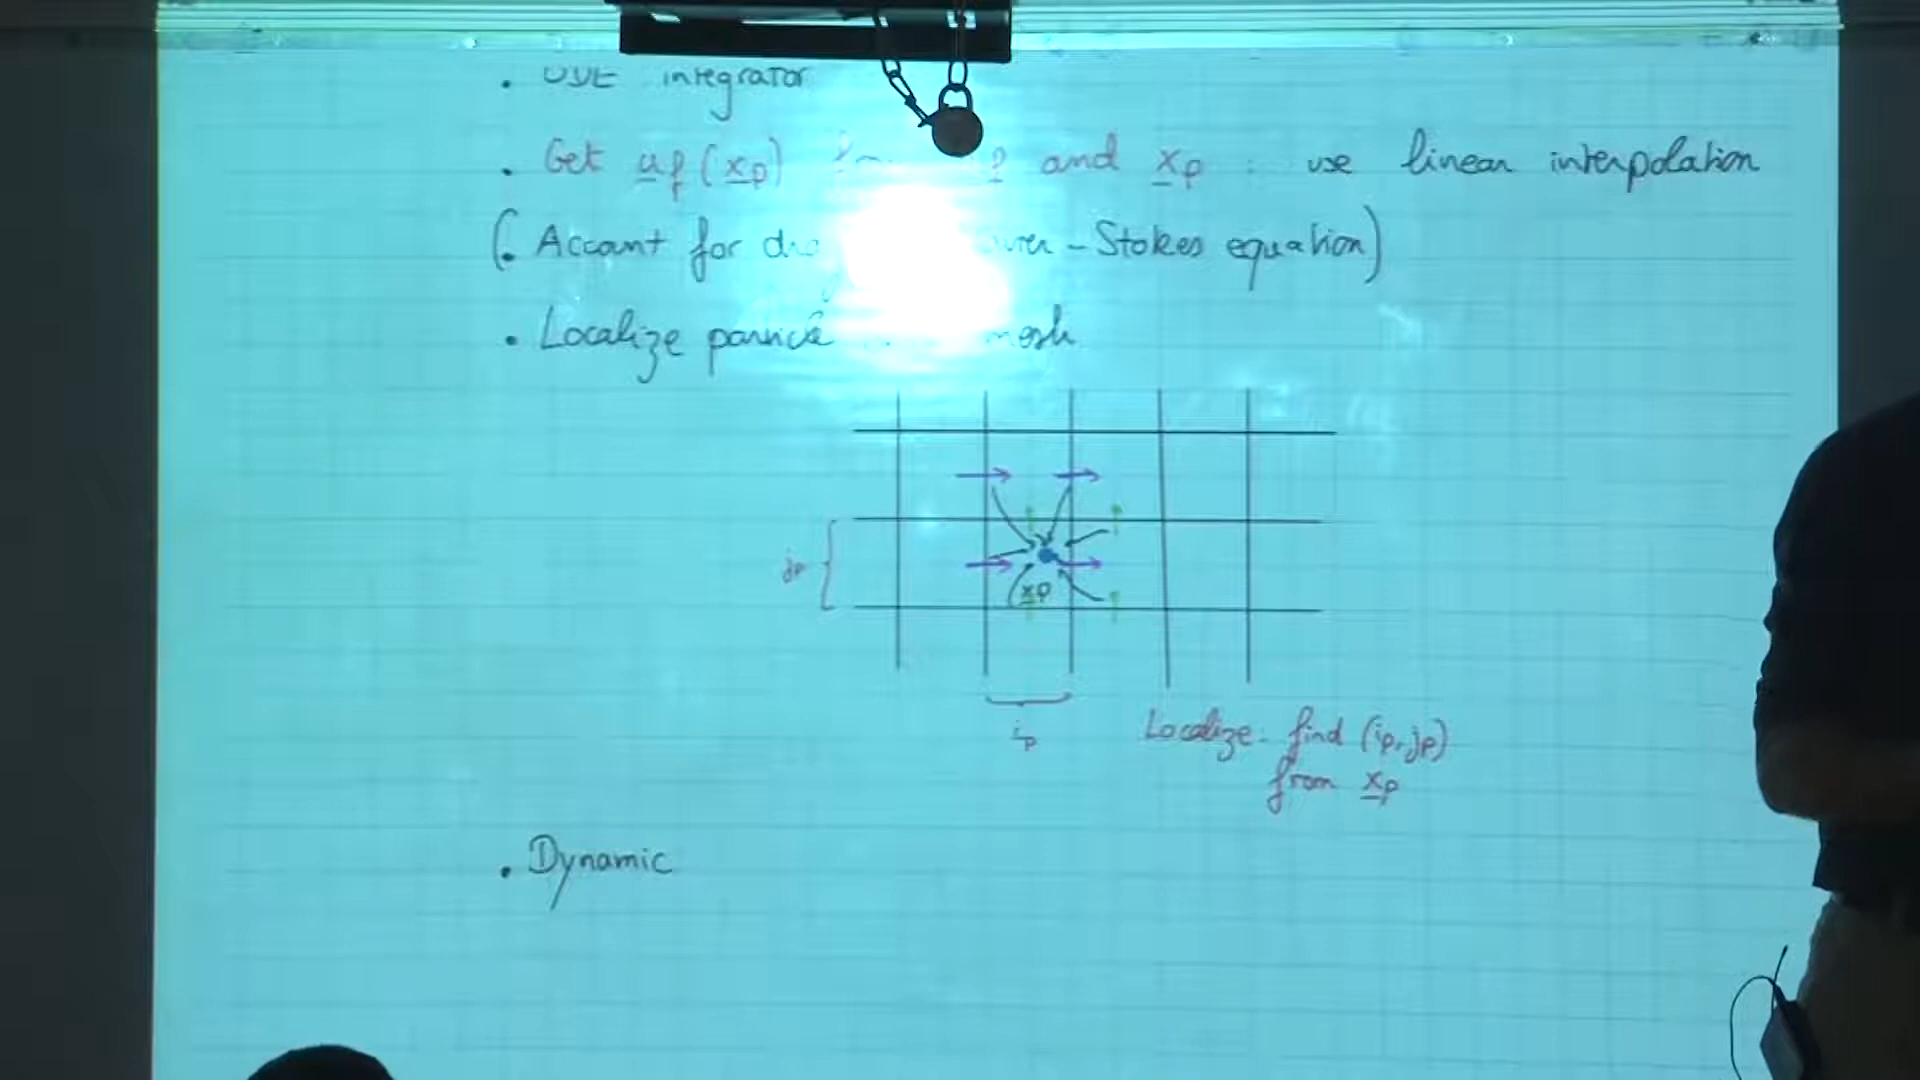 . ODE integrator
. Get uf(xp) and xp : use linear interpolation
(. Account for - Stokes equation)
. Localize particle mesh
jp
xp
ip
Localize: find (ip, jp)
from xp
. Dynamic